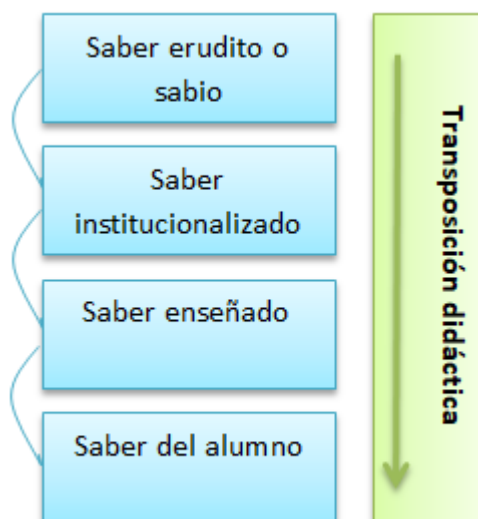 Saber erudito o
sabio
Saber
institucionalizado
Saber enseñado
Saber del alumno
Transposición didáctica